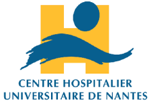 CENTRE HOSPITALIER
UNIVERSITAIRE DE NANTES